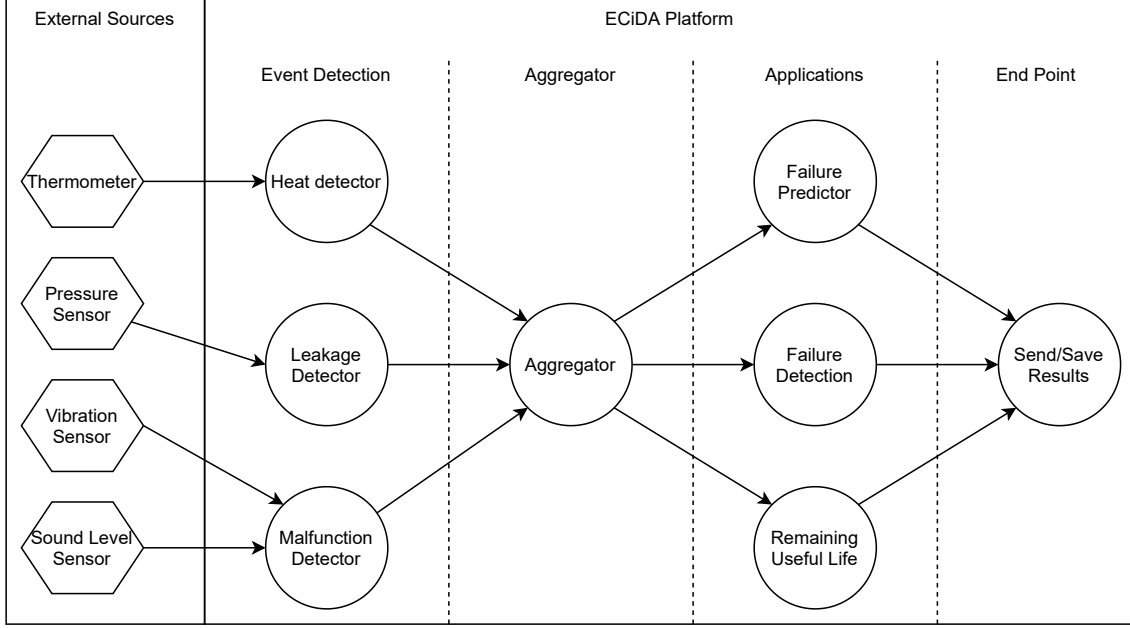 External Sources
ECiDA Platform
Event Detection
Aggregator
Applications
End Point
Thermometer
Heat detector
Failure
Predictor
Pressure
Sensor
Leakage
Detector
Aggregator
Failure
Detection
Send/Save
Results
Vibration
Sensor
Sound Level
Sensor
Malfunction
Detector
Remaining
Useful Life